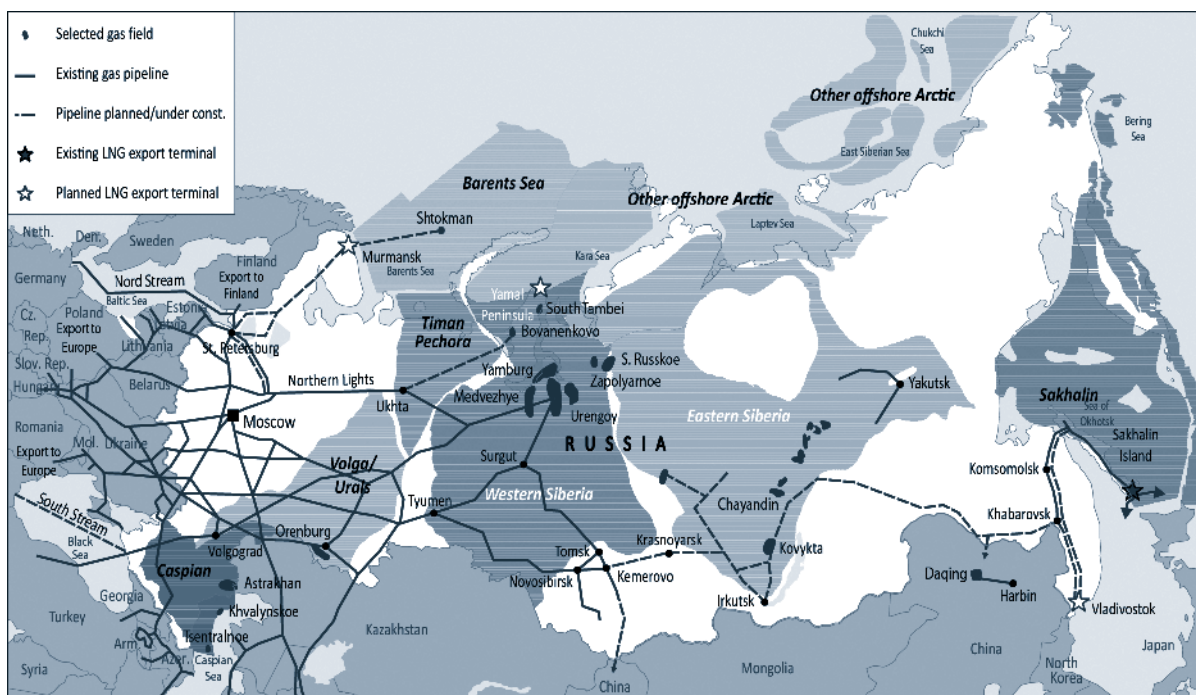 Selected gas field
Existing gas pipeline
Pipeline planned/under const.
Existing LNG export terminal
Planned LNG export terminal
Chukchi
Sea
Other offshore Arctic
Bering
Sea
East Siberian Sea
Barents Sea
Other offshore Arctic
Laptev Sea
Shtokman
Murmansk
Barents Sea
Kara Sea
Neth.
Den.
Sweden
Finland
Germany
Nord Stream
Export to
Finland
Baltic Sea
Estonia
Latvia
Poland
Cz.
Rep.
Export to
Europe
Lithuania
St. Petersburg
Slov. Rep.
Hungary
Belarus
Yamal
Peninsula
South Tambei
Bovanenkovo
Timan
Pechora
Yamburg
S. Russkoe
Zapolyarnoe
Medvezhye
Urengoy
Northern Lights
Ukhta
Moscow
RUSSIA
Eastern Siberia
Yakutsk
Sakhalin
Sea of
Okhotsk
Sakhalin
Island
Romania
Mol.
Ukraine
Export to
Europe
Volga/
Urals
Surgut
Western Siberia
Tyumen
Chayandin
Komsomolsk
Khabarovsk
South Stream
Black
Sea
Volgograd
Orenburg
Krasnoyarsk
Kovykta
Tomsk
Novosibirsk
Kemerovo
Irkutsk
Daqing
Harbin
Vladivostok
Caspian
Astrakhan
Khvalynskoe
Tsentralnoe
Georgia
Turkey
Arm.
Azer.
Caspian
Sea
Syria
Kazakhstan
China
Mongolia
China
North
Korea
Japan